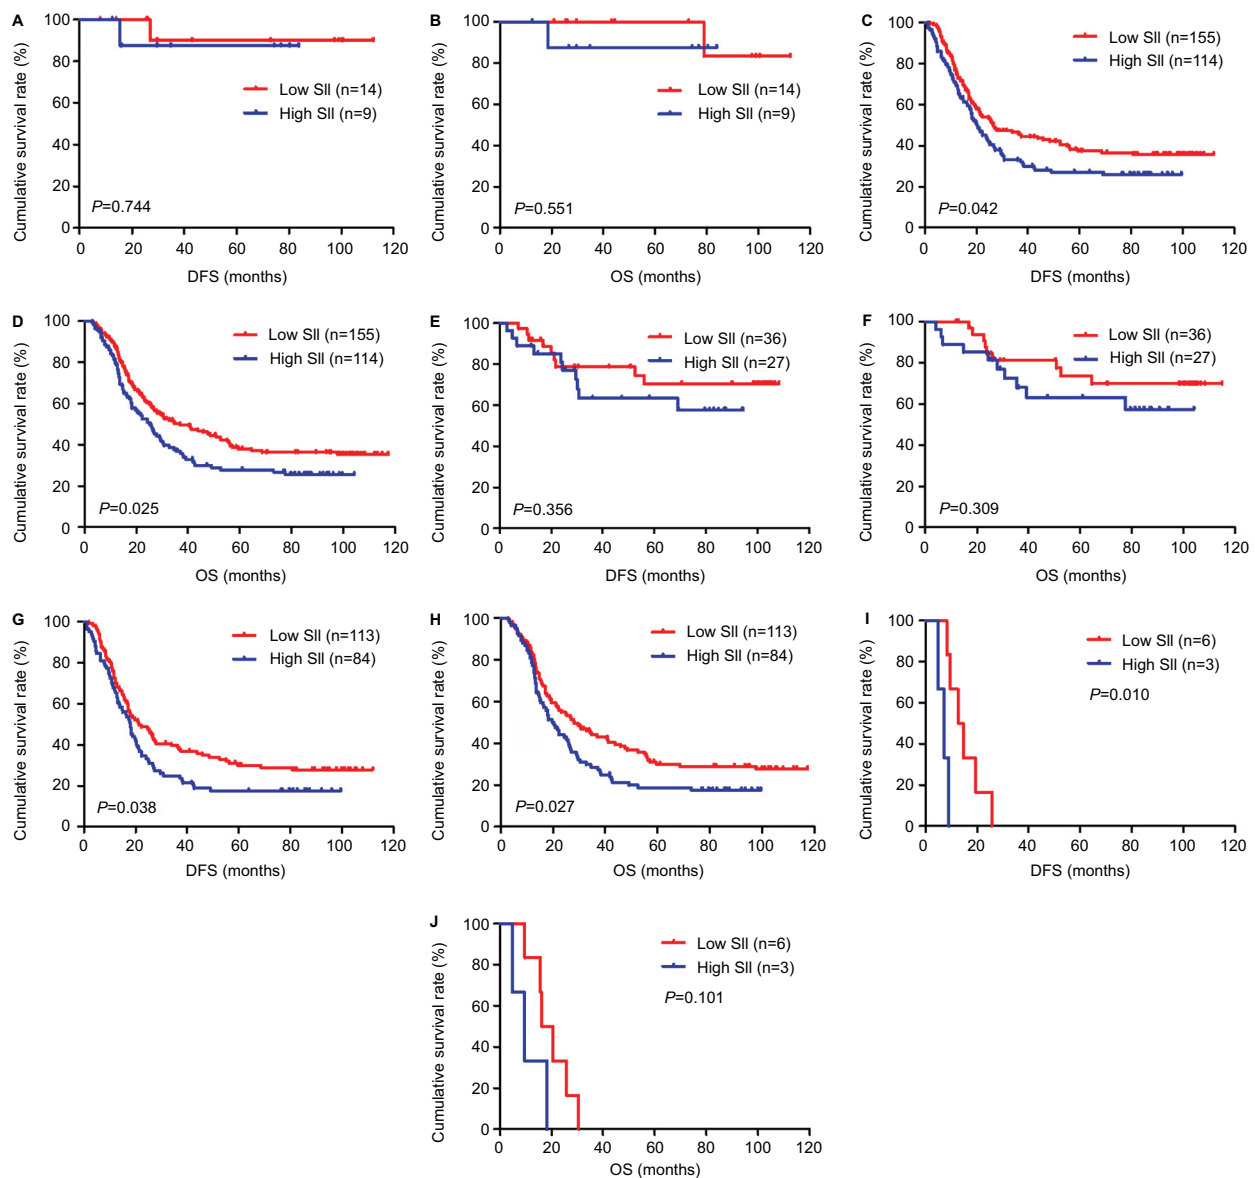 A
Cumulative survival rate (%)
100
80
60
40
20
0
Low SII (n=14)
High SII (n=9)
P=0.744
0 20 40 60 80 100 120
DFS (months)
B
Cumulative survival rate (%)
100
80
60
40
20
0
Low SII (n=14)
High SII (n=9)
P=0.551
0 20 40 60 80 100 120
OS (months)
C
Cumulative survival rate (%)
100
80
60
40
20
0
Low SII (n=155)
High SII (n=114)
P=0.042
0 20 40 60 80 100 120
DFS (months)
D
Cumulative survival rate (%)
100
80
60
40
20
0
Low SII (n=155)
High SII (n=114)
P=0.025
0 20 40 60 80 100 120
OS (months)
E
Cumulative survival rate (%)
100
80
60
40
20
0
Low SII (n=36)
High SII (n=27)
P=0.356
0 20 40 60 80 100 120
DFS (months)
F
Cumulative survival rate (%)
100
80
60
40
20
0
Low SII (n=36)
High SII (n=27)
P=0.309
0 20 40 60 80 100 120
OS (months)
G
Cumulative survival rate (%)
100
80
60
40
20
0
Low SII (n=113)
High SII (n=84)
P=0.038
0 20 40 60 80 100 120
DFS (months)
H
Cumulative survival rate (%)
100
80
60
40
20
0
Low SII (n=113)
High SII (n=84)
P=0.027
0 20 40 60 80 100 120
OS (months)
I
Cumulative survival rate (%)
100
80
60
40
20
0
Low SII (n=6)
High SII (n=3)
P=0.010
0 20 40 60 80 100 120
DFS (months)
J
Cumulative survival rate (%)
100
80
60
40
20
0
Low SII (n=6)
High SII (n=3)
P=0.101
0 20 40 60 80 100 120
OS (months)